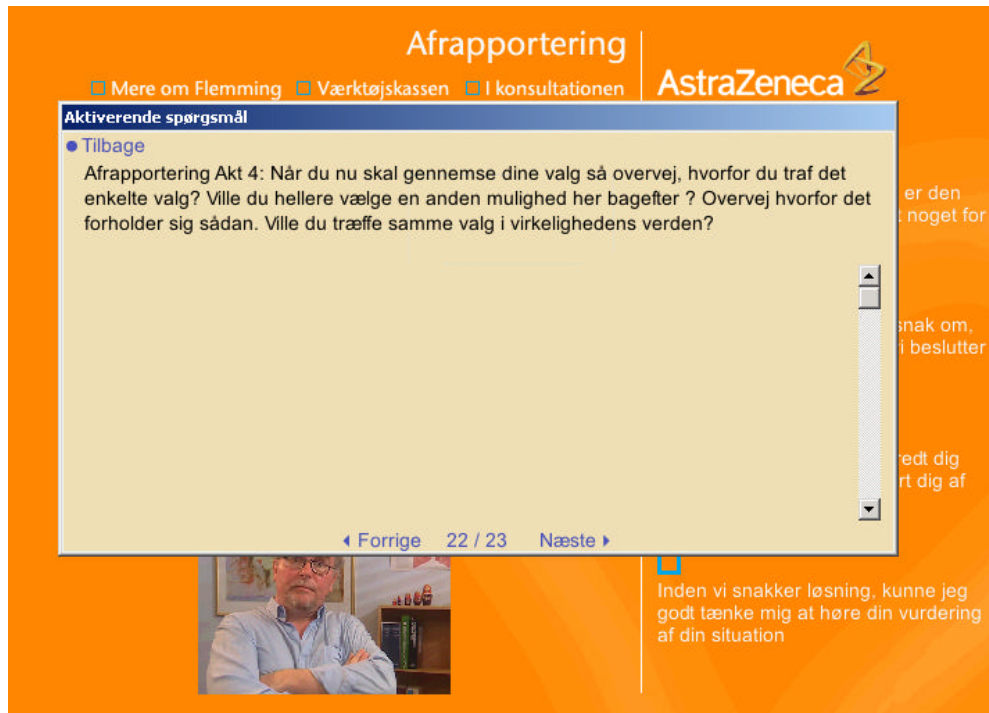 Afrapportering
Mere om Flemming Værktøjskassen I konsultationen
AstraZeneca
Aktiverende spørgsmål
Tilbage
Afrapportering Akt 4: Når du nu skal gennemse dine valg så overvej, hvorfor du traf det
enkelte valg? Ville du hellere vælge en anden mulighed her bagefter ? Overvej hvorfor det
forholder sig sådan. Ville du træffe samme valg i virkelighedens verden?
er den
noget for
snak om,
vi beslutter
redt dig
rt dig af
Forrige 22 / 23 Næste
Inden vi snakker løsning, kunne jeg
godt tænke mig at høre din vurdering
af din situation